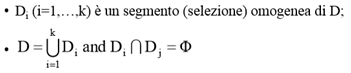 • Dᵢ (i=1,…,k) è un segmento (selezione) omogenea di D;
• D = ⋃ᵢ₌₁ᵏ Dᵢ and Dᵢ ⋂ Dⱼ = Φ